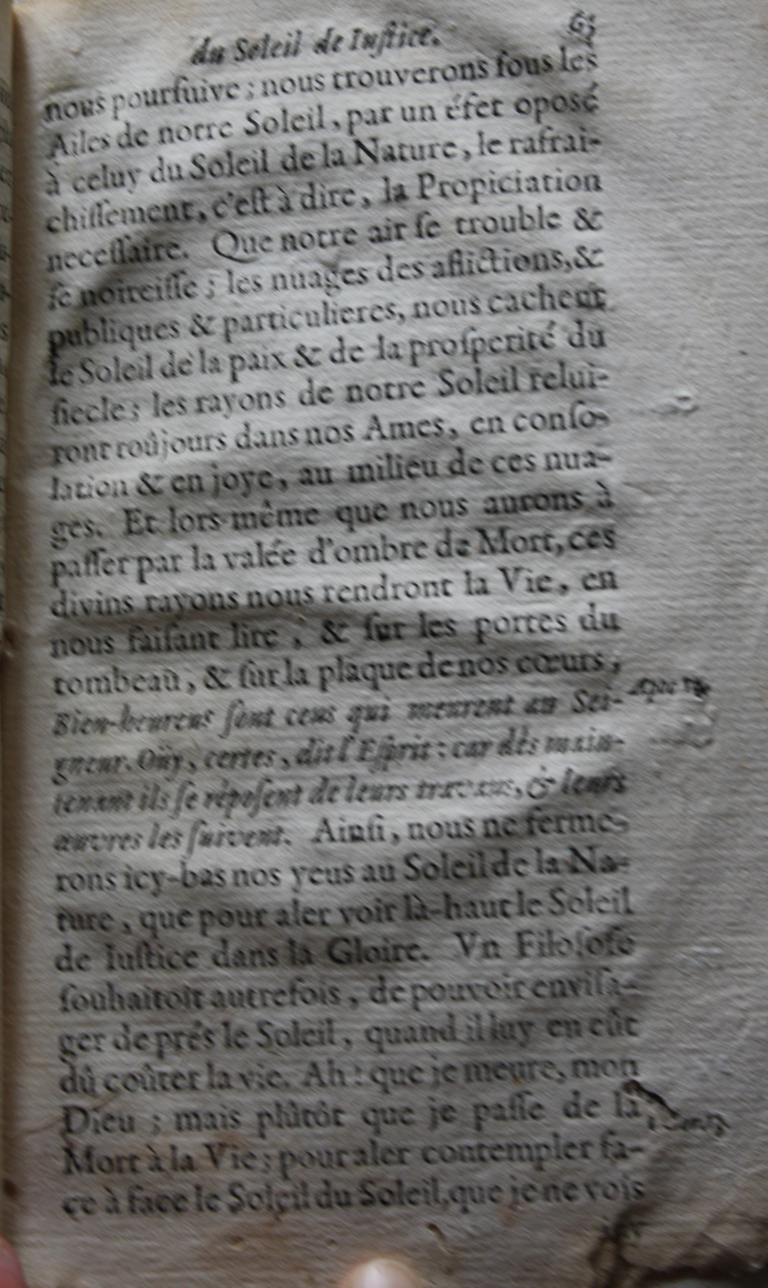 du Soleil de Iuſtice. 63
nous pourſuive ; nous trouverons ſous les
Ailes de notre Soleil, par un éfet oposé
à celuy du Soleil de la Nature, le rafrai-
chiſſement, c'eſt à dire, la Propiciation
neceſſaire. Que notre air ſe trouble &
ſe noirciſſe ; les nuages des aflictions, &
publiques & particulieres, nous cachent
le Soleil de la paix & de la proſperité du
ſiecle ; les rayons de notre Soleil relui-
ront toûjours dans nos Ames, en conſo-
lation & en joye, au milieu de ces nua-
ges. Et lors même que nous aurons à
paſſer par la valée d'ombre de Mort, ces
divins rayons nous rendront la Vie, en
nous faiſant lire , & ſur les portes du
tombeau, & ſur la plaque de nos cœurs,
Bien-heureus ſont ceus qui meurent au Sei-
gneur. Oüy, certes, dit l'Eſprit : car dés main-
tenant ils ſe repoſent de leurs travaus, & leurs
œuvres les ſuivent. Ainſi, nous ne ferme-
rons icy-bas nos yeus au Soleil de la Na-
ture, que pour aler voir là-haut le Soleil
de Iuſtice dans la Gloire. Vn Filoſofe
ſouhaitoit autrefois, de pouvoir enviſa-
ger de prés le Soleil, quand il luy en eût
dû coûter la vie. Ah ! que je meure, mon
Dieu ; mais plûtôt que je paſſe de la
Mort à la Vie ; pour aler contempler fa-
ce à face le Soleil du Soleil, que je ne vois